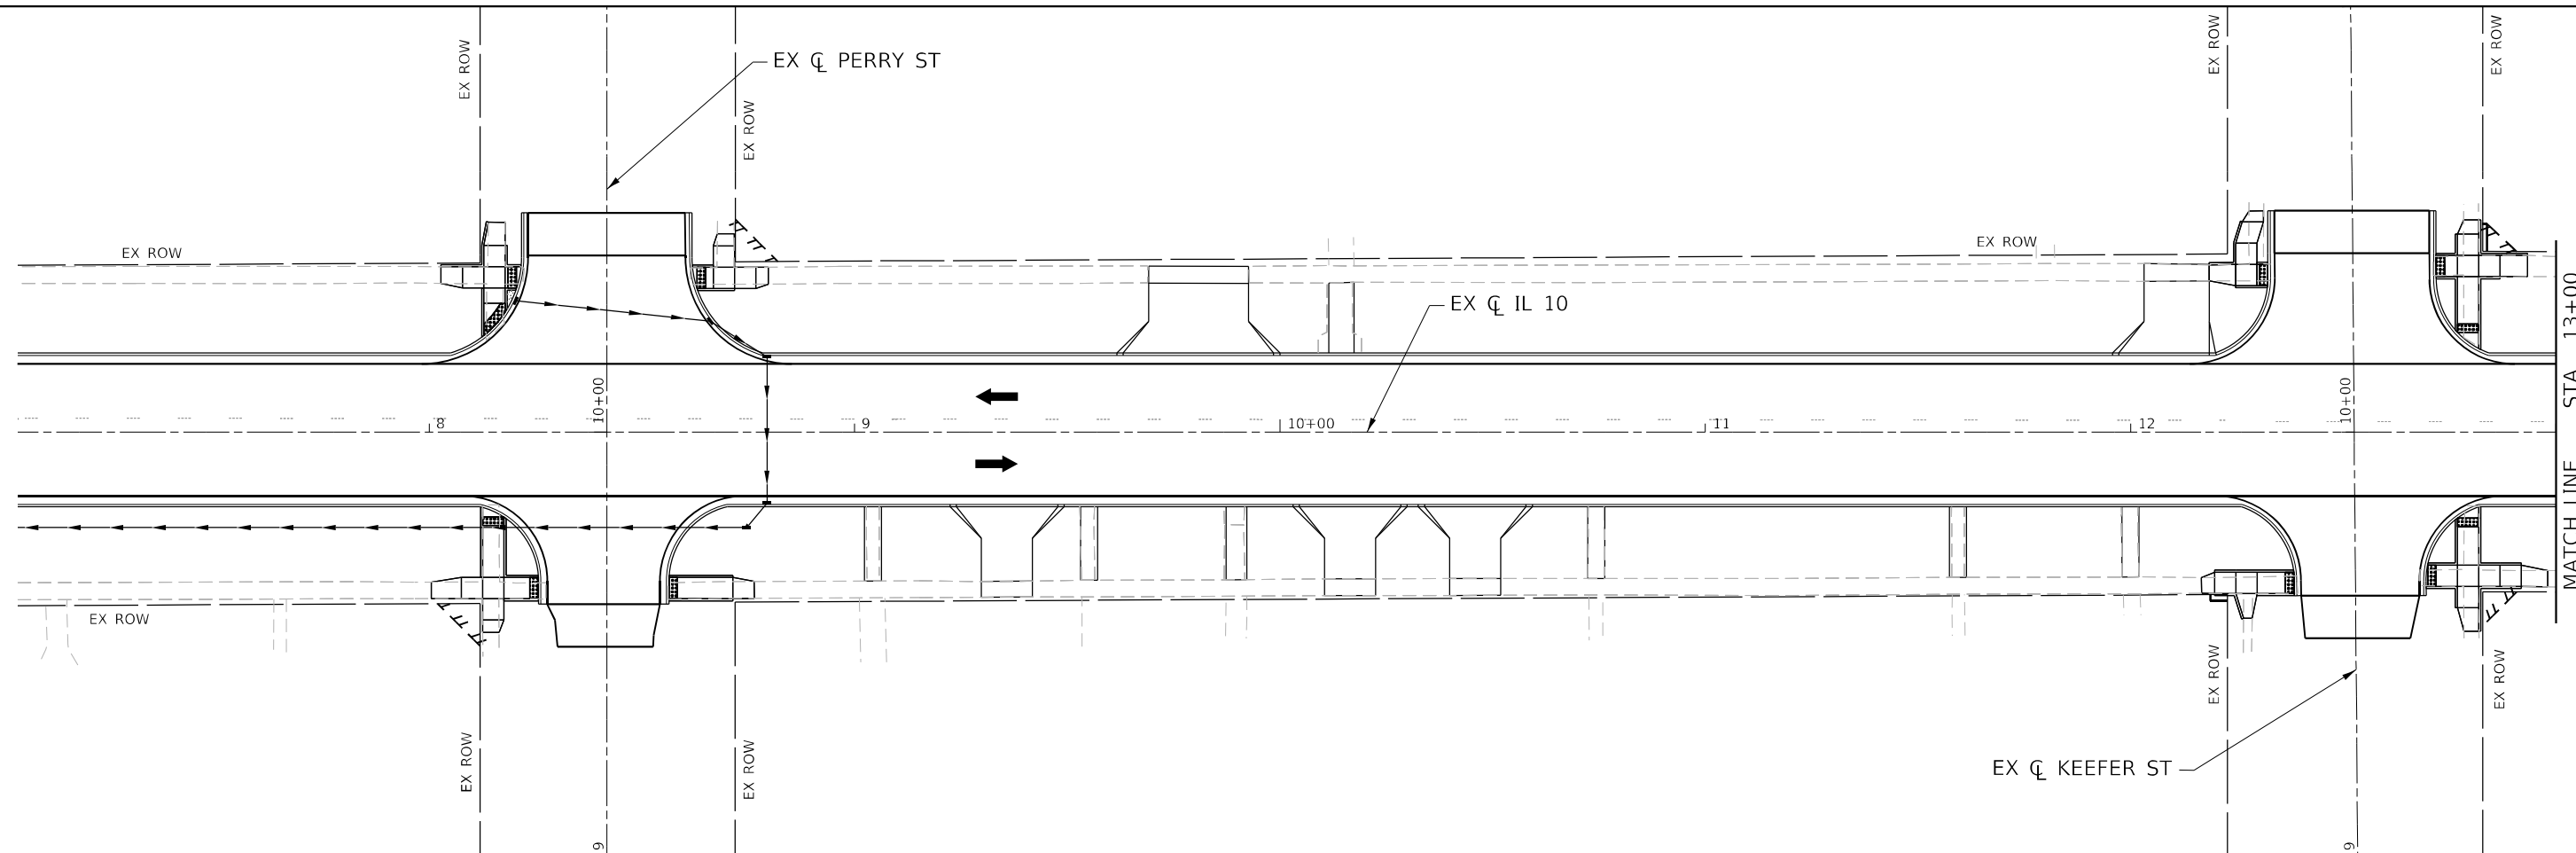 EX ROW
EX ROW
EX ℄ PERRY ST
EX ROW
EX ROW
EX ROW
EX ROW
EX ROW
EX ℄ IL 10
MATCH LINE STA 13+00
10+00
8
9
10+00
11
12
10+00
EX ROW
EX ROW
EX ROW
EX ROW
EX ROW
EX ℄ KEEFER ST
9
9